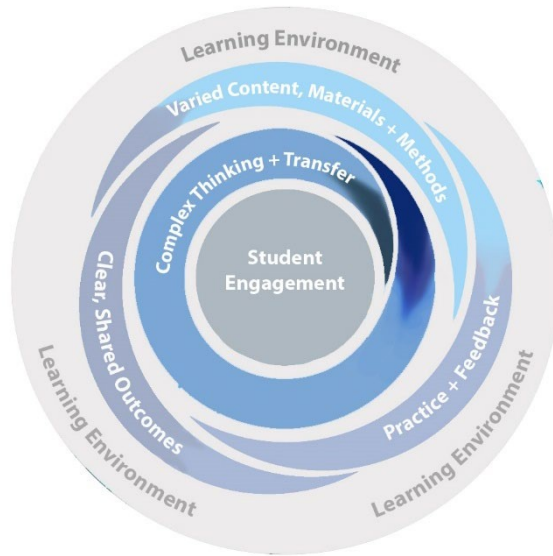 Learning Environment
Varied Content, Materials + Methods
Complex Thinking + Transfer
Student
Engagement
Clear, Shared Outcomes
Practice + Feedback
Learning Environment
Learning Environment